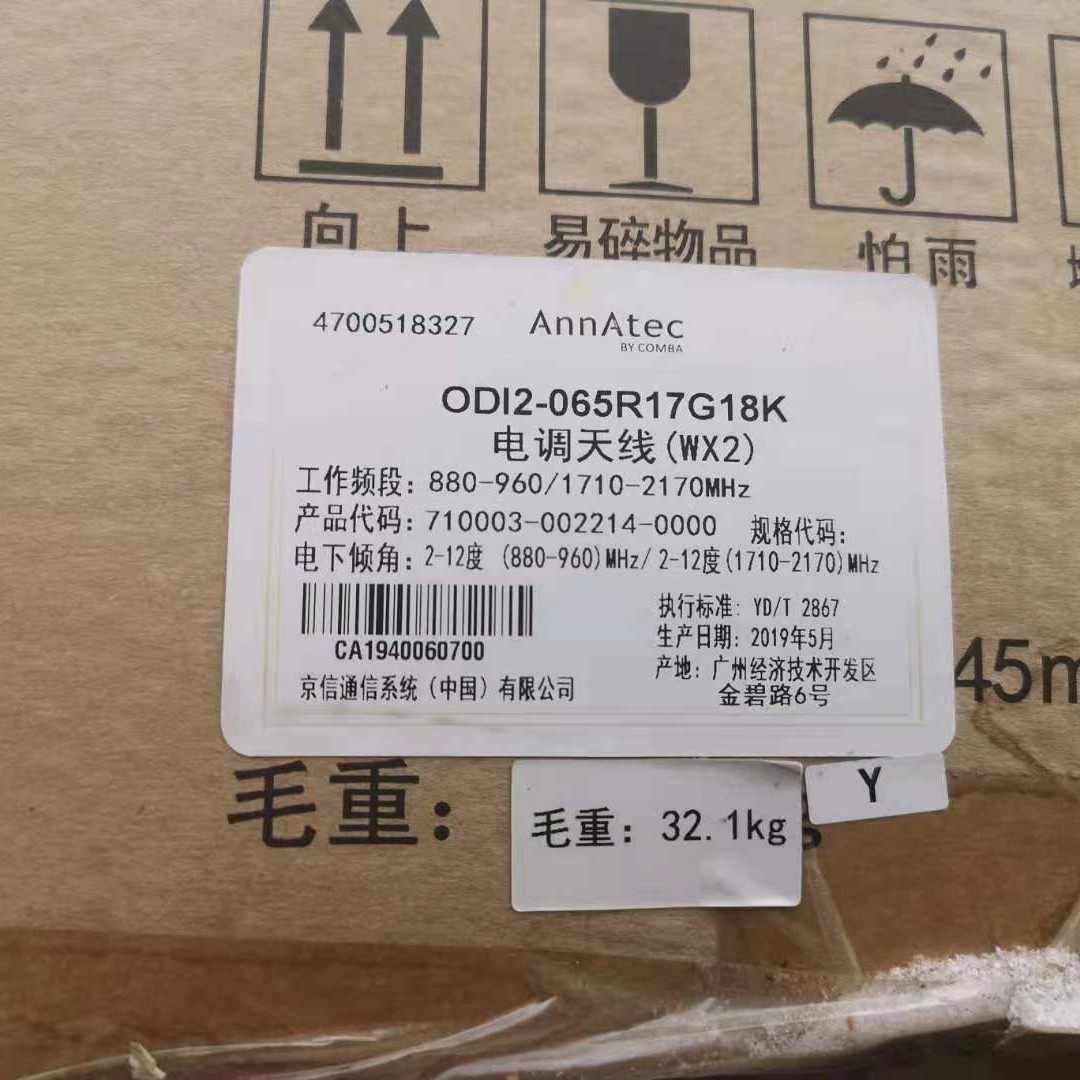 向上
易碎物品
怕雨
4700518327
AnnAtec
BY COMBA
ODI2-065R17G18K
电调天线(WX2)
工作频段：880-960/1710-2170MHz
产品代码：710003-002214-0000 规格代码：
电下倾角：2-12度 (880-960)MHz/ 2-12度(1710-2170)MHz
执行标准：YD/T 2867
生产日期：2019年5月
CA1940060700
产地：广州经济技术开发区
金碧路6号
京信通信系统（中国）有限公司
45m
毛重：
毛重：32.1kg
Y